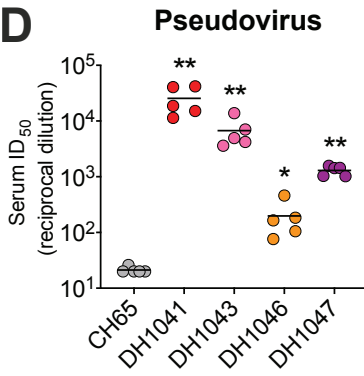 D
Pseudovirus
Serum ID50
(reciprocal dilution)
10^5
10^4
10^3
10^2
10^1
**
**
*
**
CH65
DH1041
DH1043
DH1046
DH1047